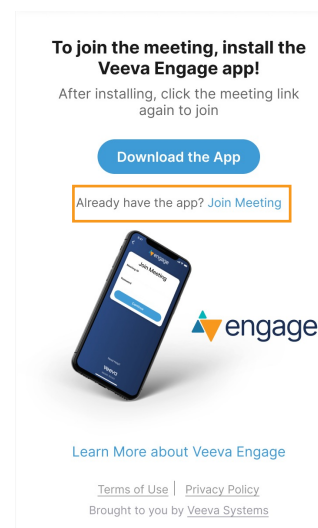 To join the meeting, install the
Veeva Engage app!
After installing, click the meeting link
again to join
Download the App
Already have the app? Join Meeting
engage
Join Meeting
engage
Veeva
Learn More about Veeva Engage
Terms of Use | Privacy Policy
Brought to you by Veeva Systems